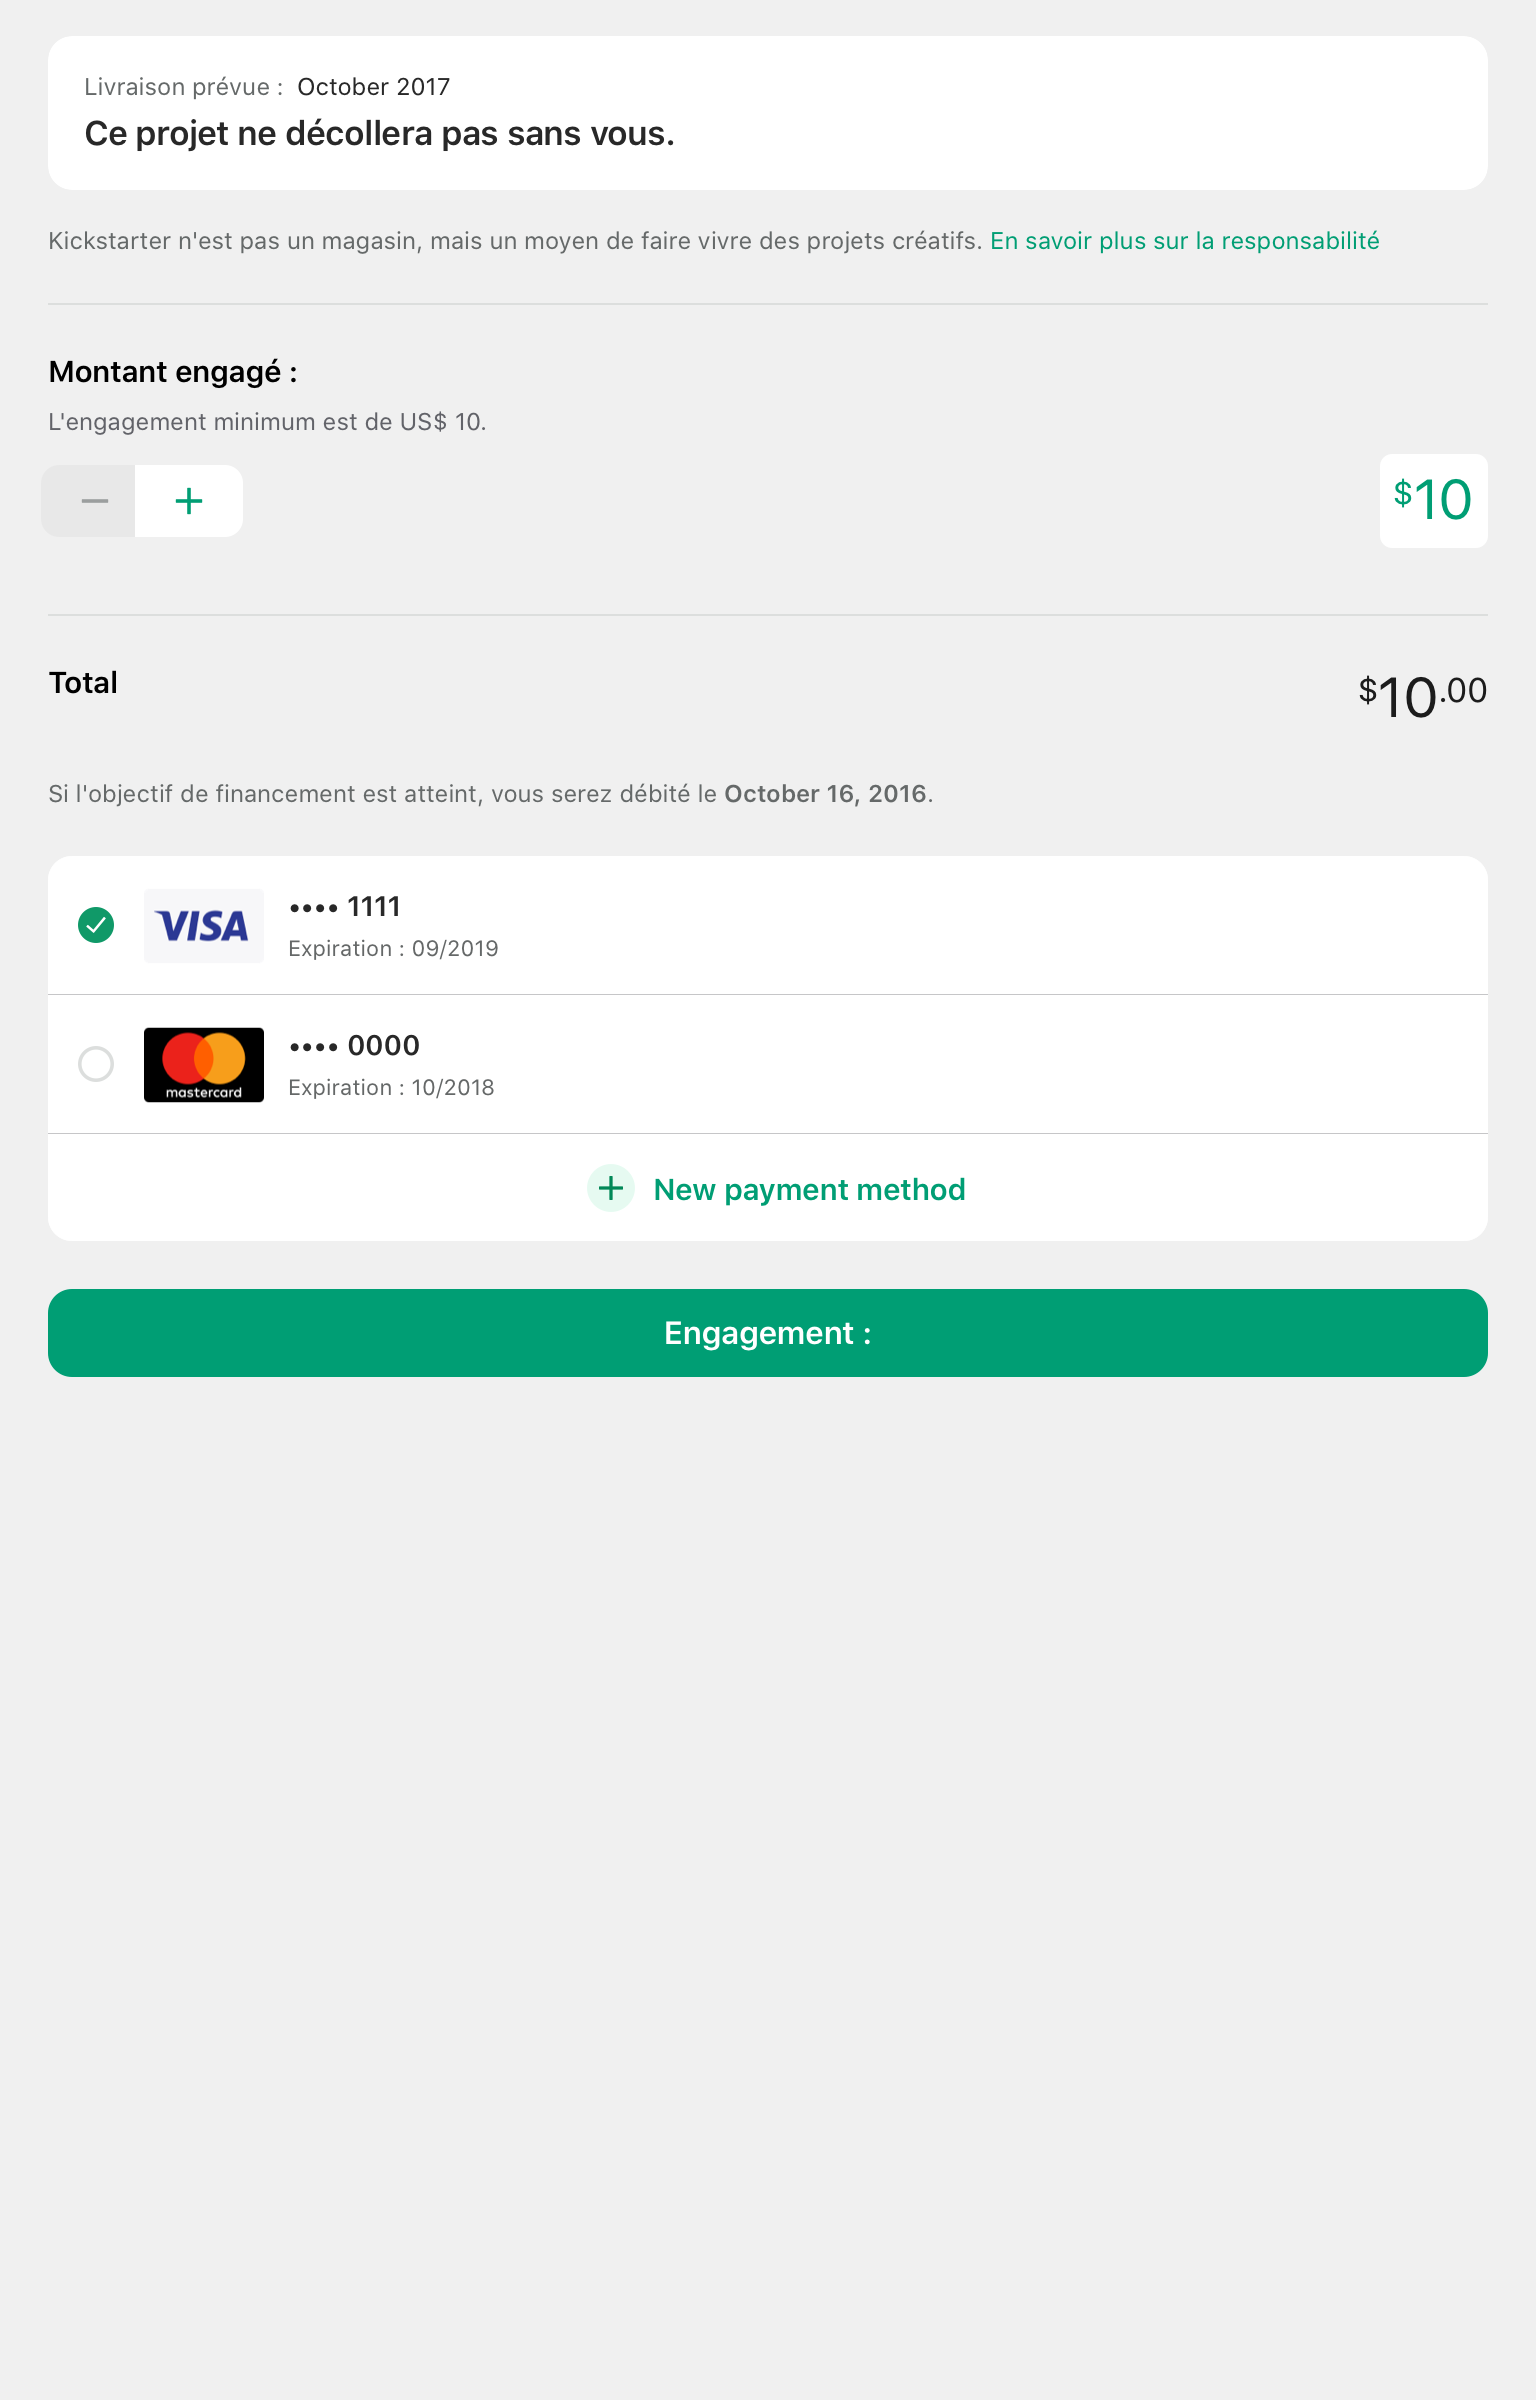 Livraison prévue : October 2017
Ce projet ne décollera pas sans vous.
Kickstarter n'est pas un magasin, mais un moyen de faire vivre des projets créatifs. En savoir plus sur la responsabilité
Montant engagé :
L'engagement minimum est de US$ 10.
$10
Total
$10.00
Si l'objectif de financement est atteint, vous serez débité le October 16, 2016.
VISA
•••• 1111
Expiration : 09/2019
mastercard
•••• 0000
Expiration : 10/2018
New payment method
Engagement :